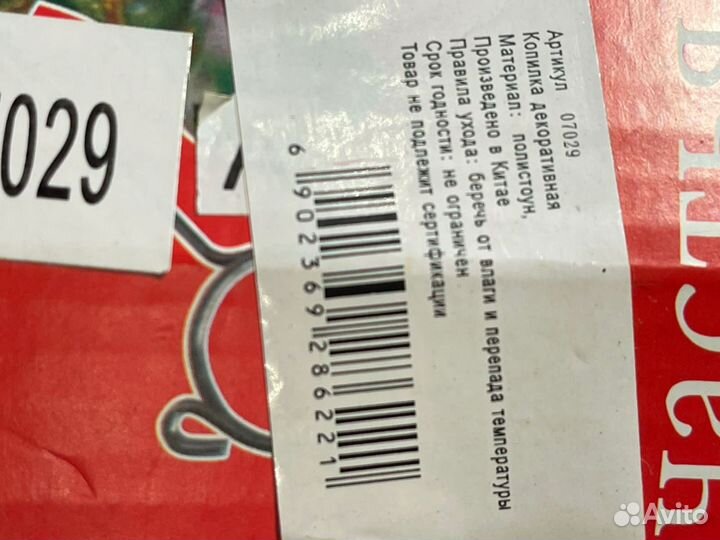 Артикул 07029
Копилка декоративная
Материал: полистоун,
Произведено в Китае
Правила ухода: беречь от влаги и перепада температуры
Срок годности: не ограничен
Товар не подлежит сертификации
6 902369 286221
029
Avito